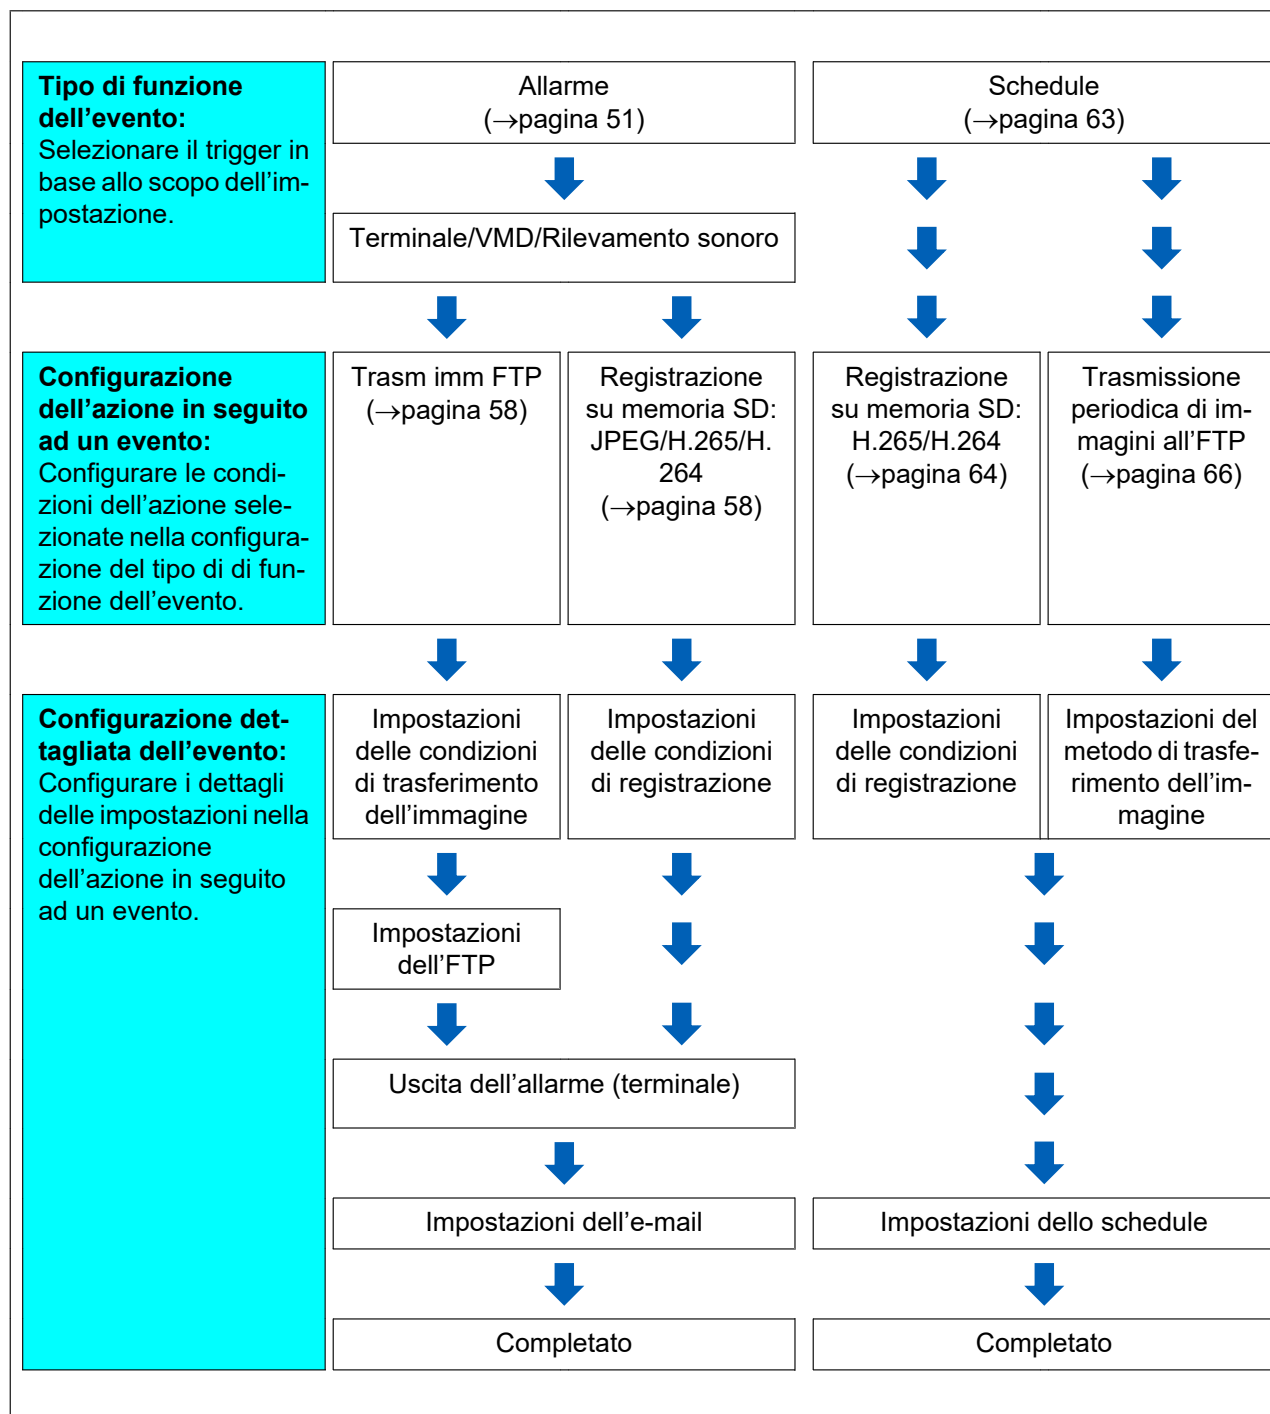 Tipo di funzione
dell’evento:
Selezionare il trigger in
base allo scopo dell’im-
postazione.
Allarme
(→pagina 51)
Schedule
(→pagina 63)
Terminale/VMD/Rilevamento sonoro
Configurazione
dell’azione in seguito
ad un evento:
Configurare le condi-
zioni dell’azione sele-
zionate nella configura-
zione del tipo di di fun-
zione dell’evento.
Trasm imm FTP
(→pagina 58)
Registrazione
su memoria SD:
JPEG/H.265/H.
264
(→pagina 58)
Registrazione
su memoria SD:
H.265/H.264
(→pagina 64)
Trasmissione
periodica di im-
magini all’FTP
(→pagina 66)
Configurazione det-
tagliata dell’evento:
Configurare i dettagli
delle impostazioni nella
configurazione
dell’azione in seguito
ad un evento.
Impostazioni
delle condizioni
di trasferimento
dell’immagine
Impostazioni
delle condizioni
di registrazione
Impostazioni
delle condizioni
di registrazione
Impostazioni del
metodo di trasfe-
rimento dell’im-
magine
Impostazioni
dell’FTP
Uscita dell’allarme (terminale)
Impostazioni dell’e-mail
Impostazioni dello schedule
Completato
Completato